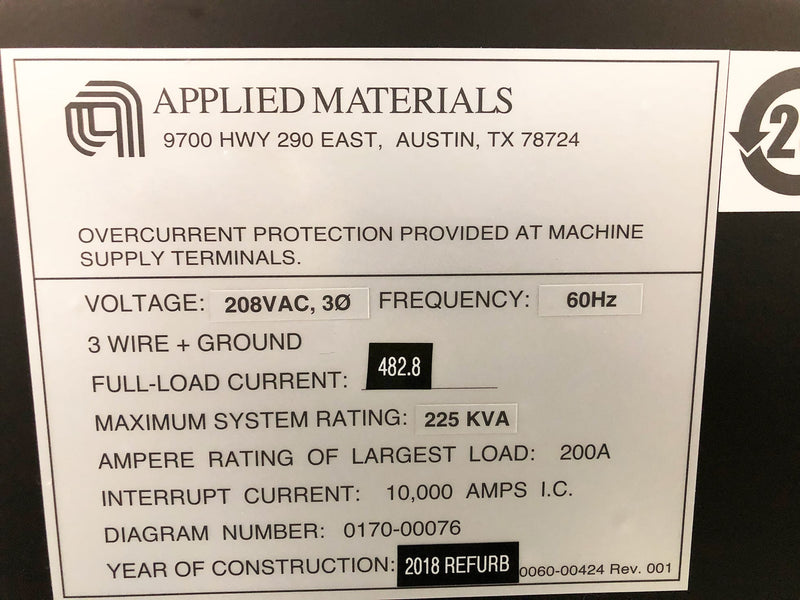 APPLIED MATERIALS
9700 HWY 290 EAST, AUSTIN, TX 78724
OVERCURRENT PROTECTION PROVIDED AT MACHINE
SUPPLY TERMINALS.
VOLTAGE: 208VAC, 3Ø FREQUENCY: 60Hz
3 WIRE + GROUND
FULL-LOAD CURRENT: 482.8
MAXIMUM SYSTEM RATING: 225 KVA
AMPERE RATING OF LARGEST LOAD: 200A
INTERRUPT CURRENT: 10,000 AMPS I.C.
DIAGRAM NUMBER: 0170-00076
YEAR OF CONSTRUCTION: 2018 REFURB 0060-00424 Rev. 001